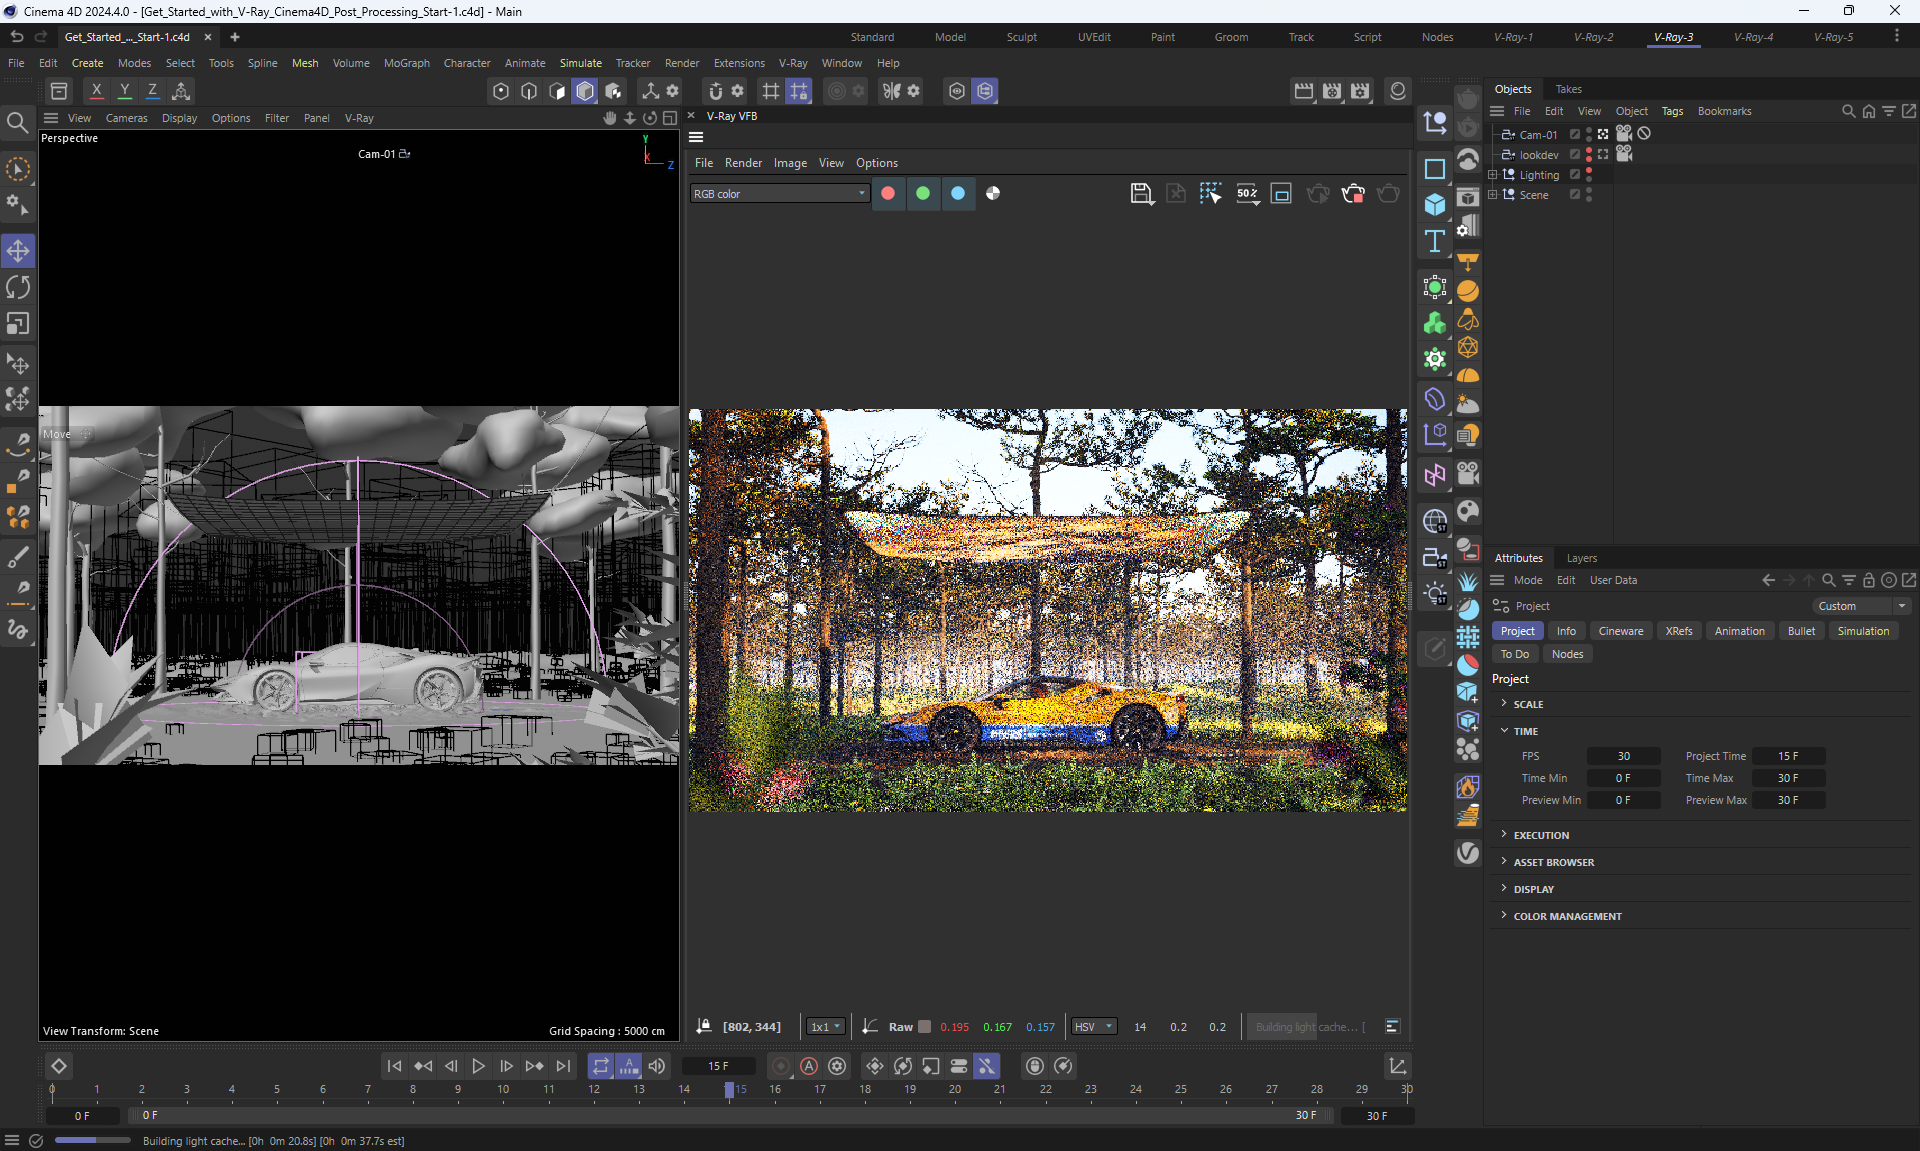 Cinema 4D 2024.4.0 - [Get_Started_with_V-Ray_Cinema4D_Post_Processing_Start-1.c4d] - Main
Get_Started_..._Start-1.c4d × +
Standard Model Sculpt UVEdit Paint Groom Track Script Nodes V-Ray-1 V-Ray-2 V-Ray-3 V-Ray-4 V-Ray-5
File Edit Create Modes Select Tools Spline Mesh Volume MoGraph Character Animate Simulate Tracker Render Extensions V-Ray Window Help
X Y Z
View Cameras Display Options Filter Panel V-Ray
Perspective
Cam-01
Y
X
Z
Move
View Transform: Scene
Grid Spacing : 5000 cm
V-Ray VFB
File Render Image View Options
RGB color
50%
[802, 344]
1x1
Raw 0.195 0.167 0.157
HSV 14 0.2 0.2
Building light cache... [
Objects Takes
File Edit View Object Tags Bookmarks
Cam-01
lookdev
Lighting
Scene
ST
ST
ST
Attributes Layers
Mode Edit User Data
Project
Custom
Project Info Cineware XRefs Animation Bullet Simulation
To Do Nodes
Project
SCALE
TIME
FPS 30 Project Time 15 F
Time Min 0 F Time Max 30 F
Preview Min 0 F Preview Max 30 F
EXECUTION
ASSET BROWSER
DISPLAY
COLOR MANAGEMENT
15 F
0 1 2 3 4 5 6 7 8 9 10 11 12 13 14 15 16 17 18 19 20 21 22 23 24 25 26 27 28 29 30
0 F 0 F 30 F 30 F
Building light cache... [0h 0m 20.8s] [0h 0m 37.7s est]